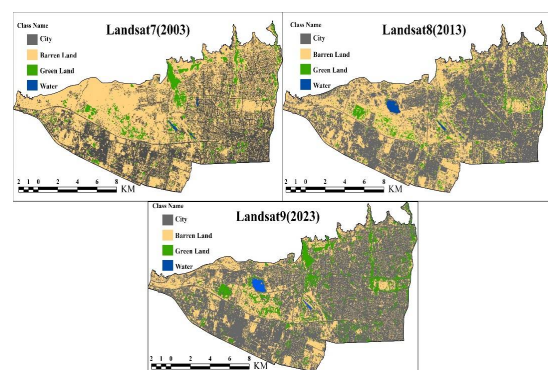 Class Name
Landsat7(2003)
City
Barren Land
Green Land
Water
2 1 0 2 4 6 8
KM
Class Name
Landsat8(2013)
City
Barren Land
Green Land
Water
2 1 0 2 4 6 8
KM
Class Name
Landsat9(2023)
City
Barren Land
Green Land
Water
2 1 0 2 4 6 8
KM